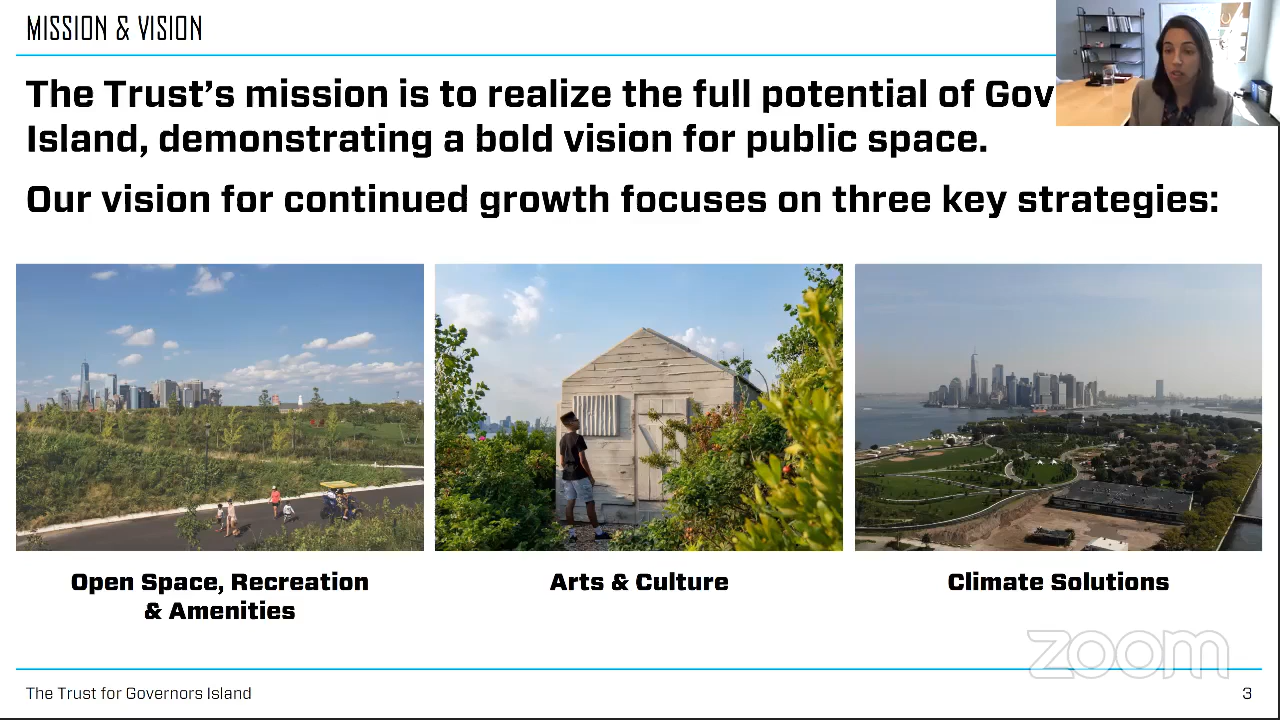 MISSION & VISION
The Trust's mission is to realize the full potential of Gov
Island, demonstrating a bold vision for public space.
Our vision for continued growth focuses on three key strategies:
Open Space, Recreation
& Amenities
Arts & Culture
Climate Solutions
zoom
The Trust for Governors Island
3